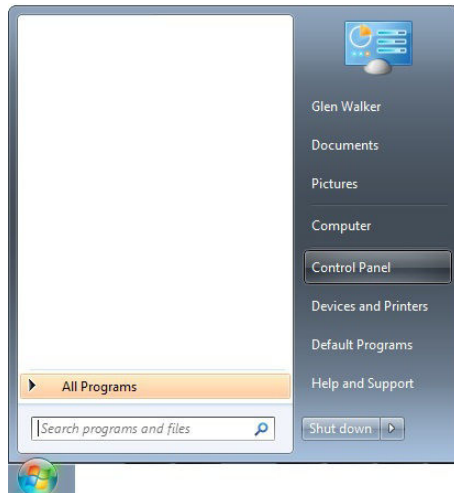 Glen Walker
Documents
Pictures
Computer
Control Panel
Devices and Printers
Default Programs
Help and Support
All Programs
Search programs and files
Shut down